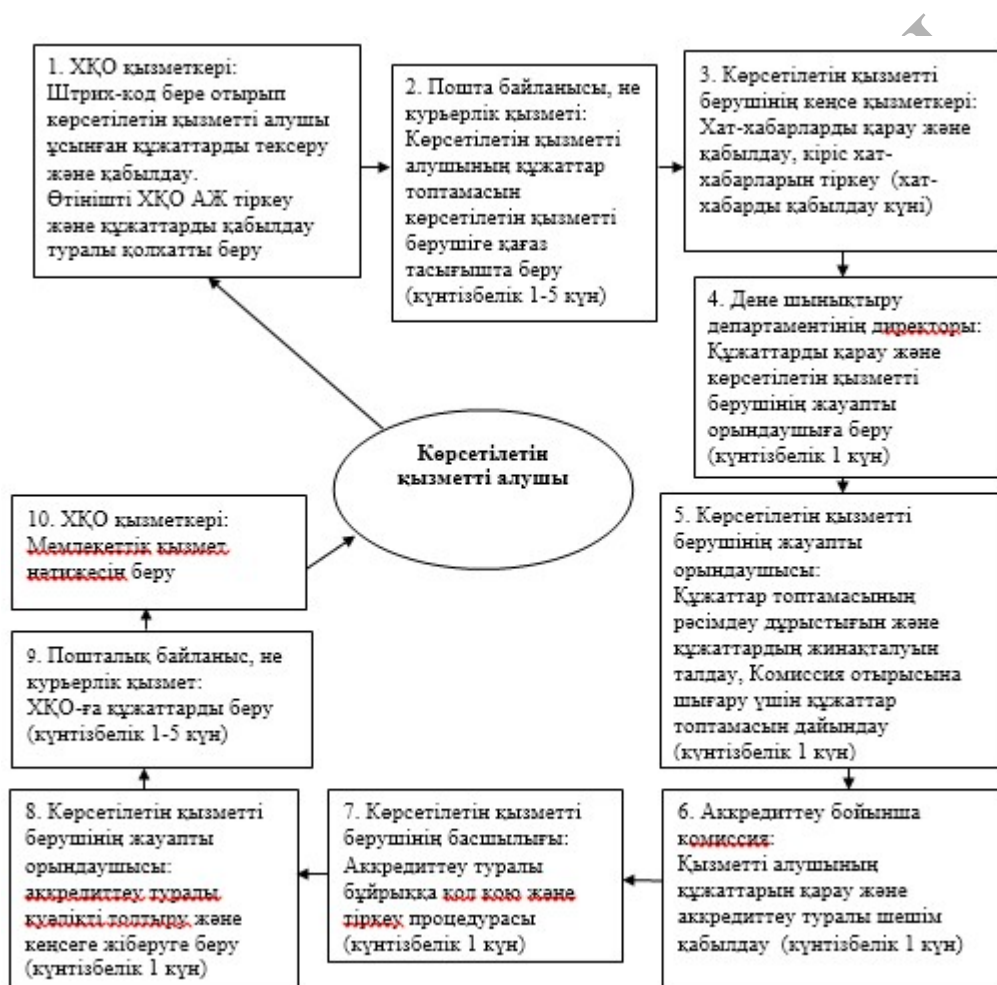 1. ХҚО қызметкері:
Штрих-код бере отырып
көрсетілетін қызметті алушы
ұсынған құжаттарды тексеру
және қабылдау.
Өтінішті ХҚО АЖ тіркеу
және құжаттарды қабылдау
туралы қолхатты беру
2. Пошта байланысы, не
курьерлік қызметі:
Көрсетілетін қызметті
алушының құжаттар
топтамасын
көрсетілетін қызметті
берушіге қағаз
тасығышта беру
(күнтізбелік 1-5 күн)
3. Көрсетілетін қызметті
берушінің кеңсе қызметкері:
Хат-хабарларды қарау және
қабылдау, кіріс хат-
хабарларын тіркеу (хат-
хабарды қабылдау күні)
4. Дене шынықтыру
департаментінің директоры:
Құжаттарды қарау және
көрсетілетін қызметті
берушінің жауапты
орындаушыға беру
(күнтізбелік 1 күн)
Көрсетілетін
қызметті алушы
5. Көрсетілетін қызметті
берушінің жауапты
орындаушысы:
Құжаттар топтамасының
рәсімдеу дұрыстығын және
құжаттардың жинақталуын
талдау, Комиссия отырысына
шығару үшін құжаттар
топтамасын дайындау
(күнтізбелік 1 күн)
6. Аккредиттеу бойынша
комиссия:
Қызметті алушының
құжаттарын қарау және
аккредиттеу туралы шешім
қабылдау (күнтізбелік 1 күн)
7. Көрсетілетін қызметті
берушінің басшылығы:
Аккредиттеу туралы
бұйрыққа қол қою және
тіркеу процедурасы
(күнтізбелік 1 күн)
8. Көрсетілетін қызметті
берушінің жауапты
орындаушысы:
аккредиттеу туралы
куәлікті толтыру және
кеңсеге жіберуге беру
(күнтізбелік 1 күн)
9. Пошталық байланыс, не
курьерлік қызмет:
ХҚО-ға құжаттарды беру
(күнтізбелік 1-5 күн)
10. ХҚО қызметкері:
Мемлекеттік қызмет
нәтижесін беру